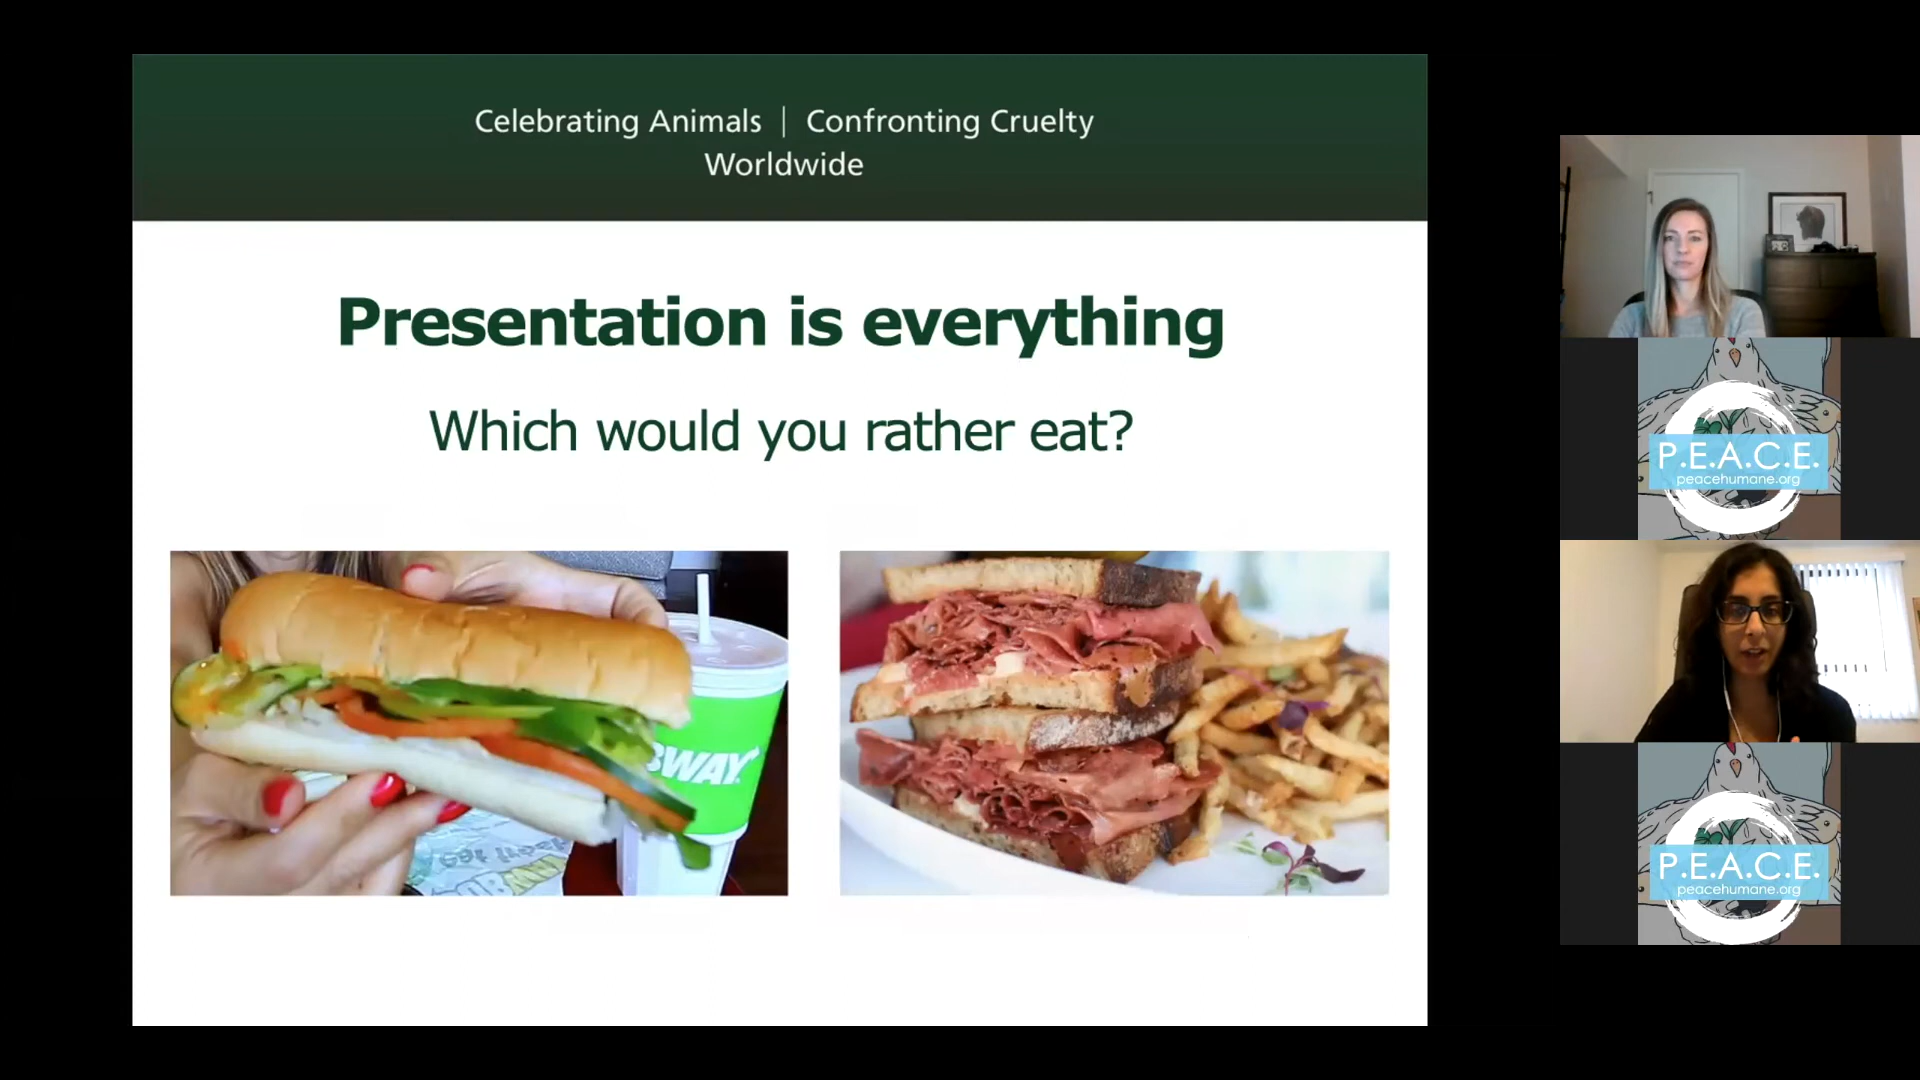 Celebrating Animals | Confronting Cruelty
Worldwide
Presentation is everything
Which would you rather eat?
BWAY
P.E.A.C.E.
peacehumane.org
P.E.A.C.E.
peacehumane.org